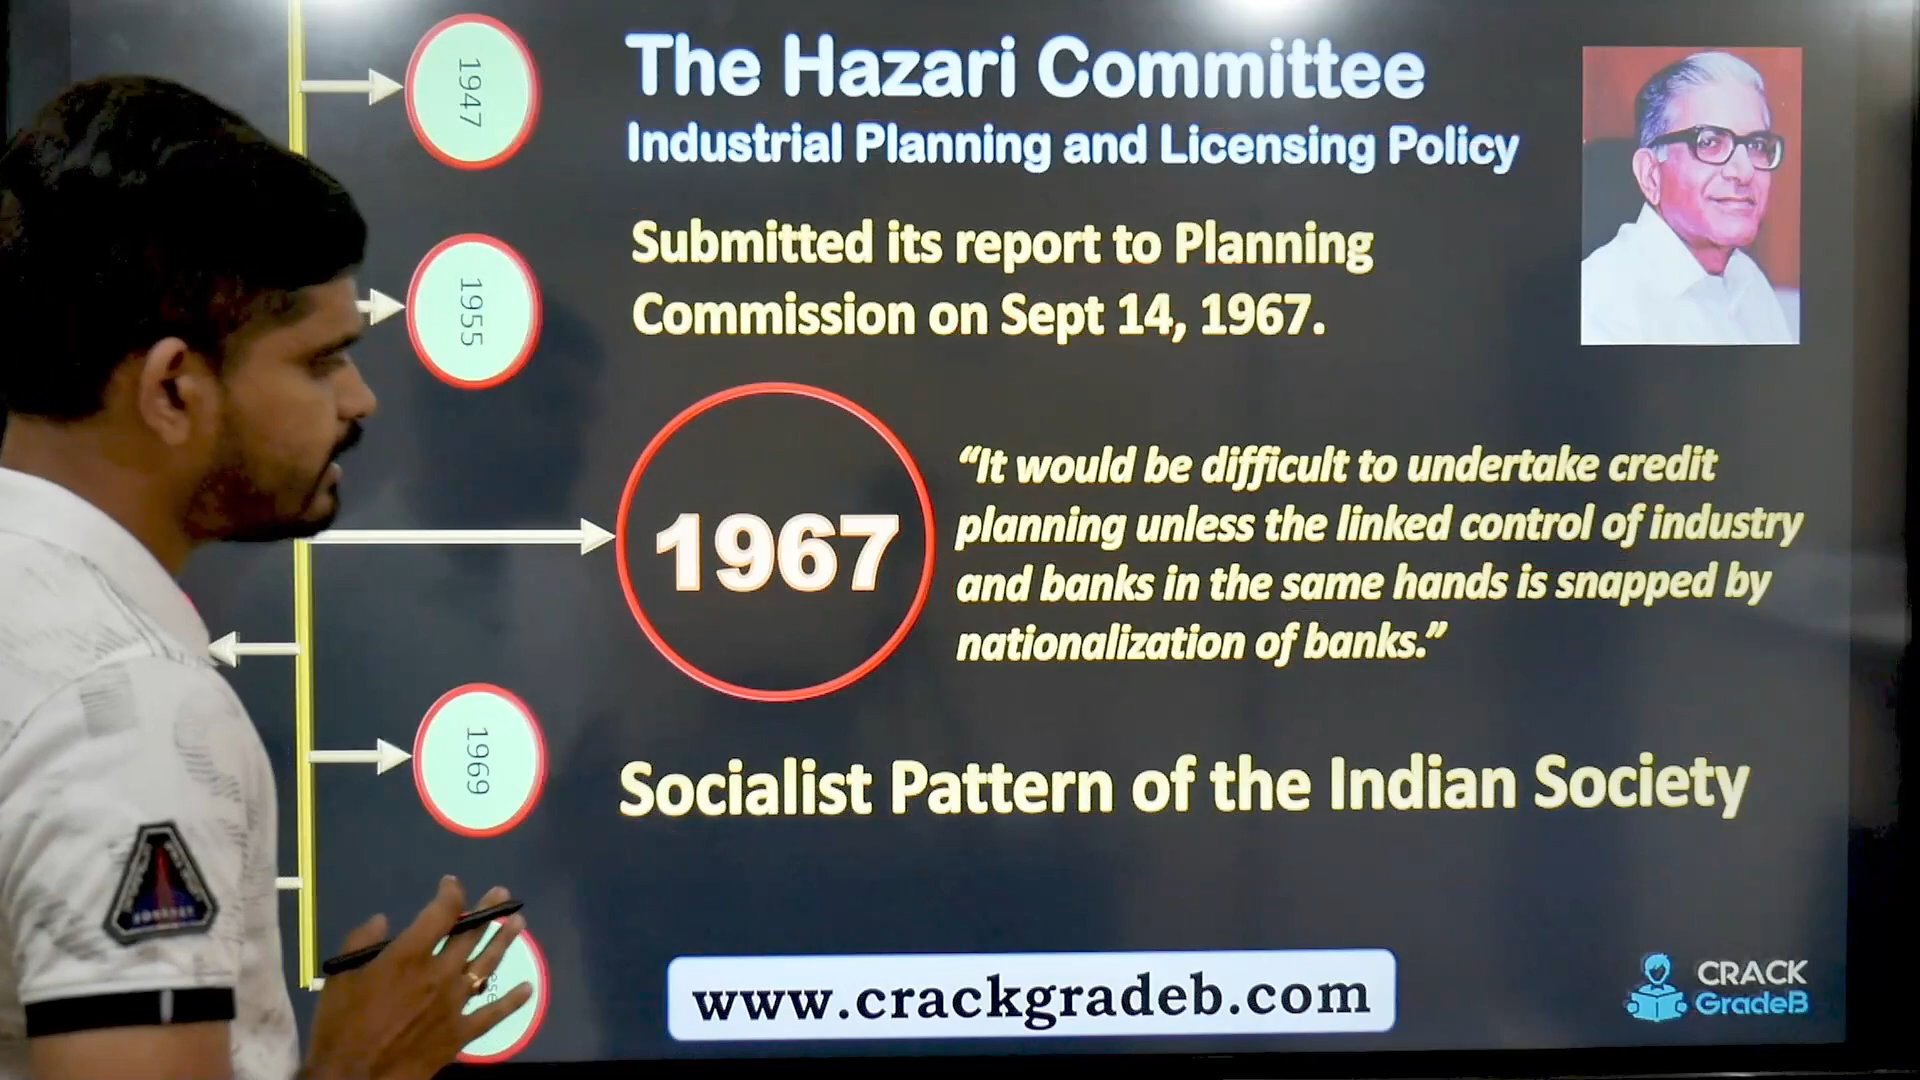 1947
The Hazari Committee
Industrial Planning and Licensing Policy
Submitted its report to Planning
Commission on Sept 14, 1967.
1955
1967
“It would be difficult to undertake credit
planning unless the linked control of industry
and banks in the same hands is snapped by
nationalization of banks.”
1969
Socialist Pattern of the Indian Society
www.crackgradeb.com
CRACK
GradeB